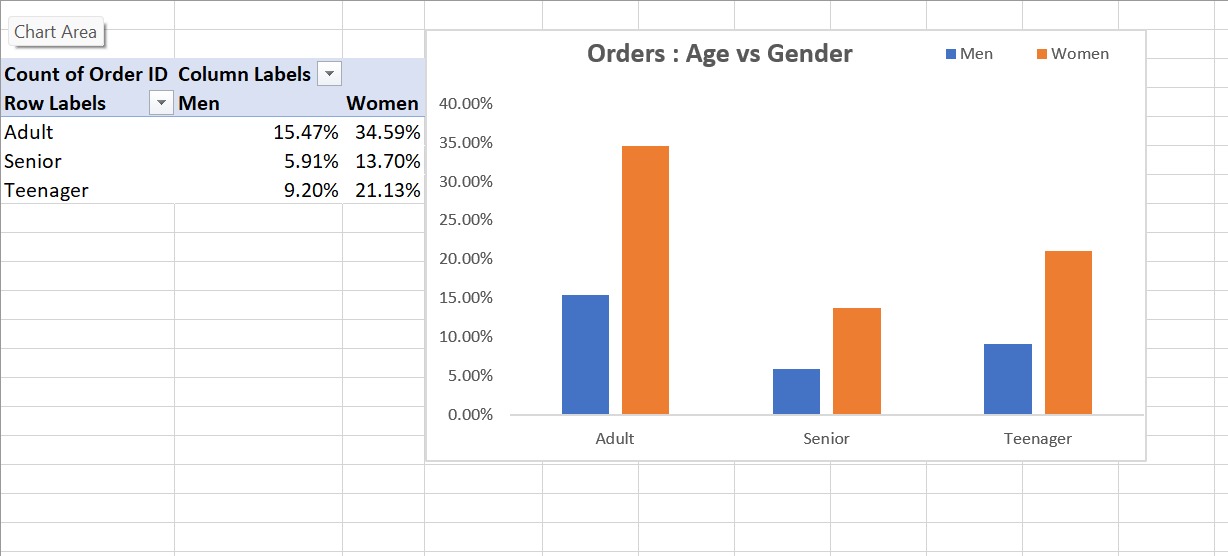 Chart Area
Count of Order ID Column Labels
Row Labels Men Women
Adult 15.47% 34.59%
Senior 5.91% 13.70%
Teenager 9.20% 21.13%
Orders : Age vs Gender
Men Women
40.00%
35.00%
30.00%
25.00%
20.00%
15.00%
10.00%
5.00%
0.00%
Adult Senior Teenager